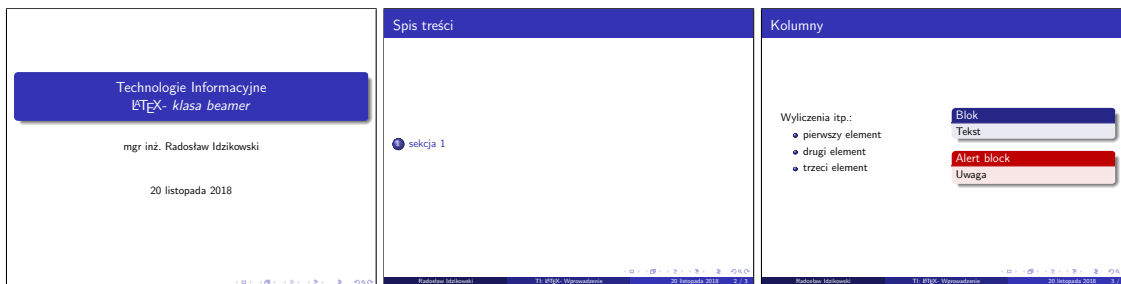 Technologie Informacyjne
LATEX- klasa beamer
mgr inż. Radosław Idzikowski
20 listopada 2018
Spis treści
1 sekcja 1
Radosław Idzikowski TI: LATEX- Wprowadzenie 20 listopada 2018 2 / 3
Kolumny
Wyliczenia itp.:
pierwszy element
drugi element
trzeci element
Blok
Tekst
Alert block
Uwaga
Radosław Idzikowski TI: LATEX- Wprowadzenie 20 listopada 2018 3 /